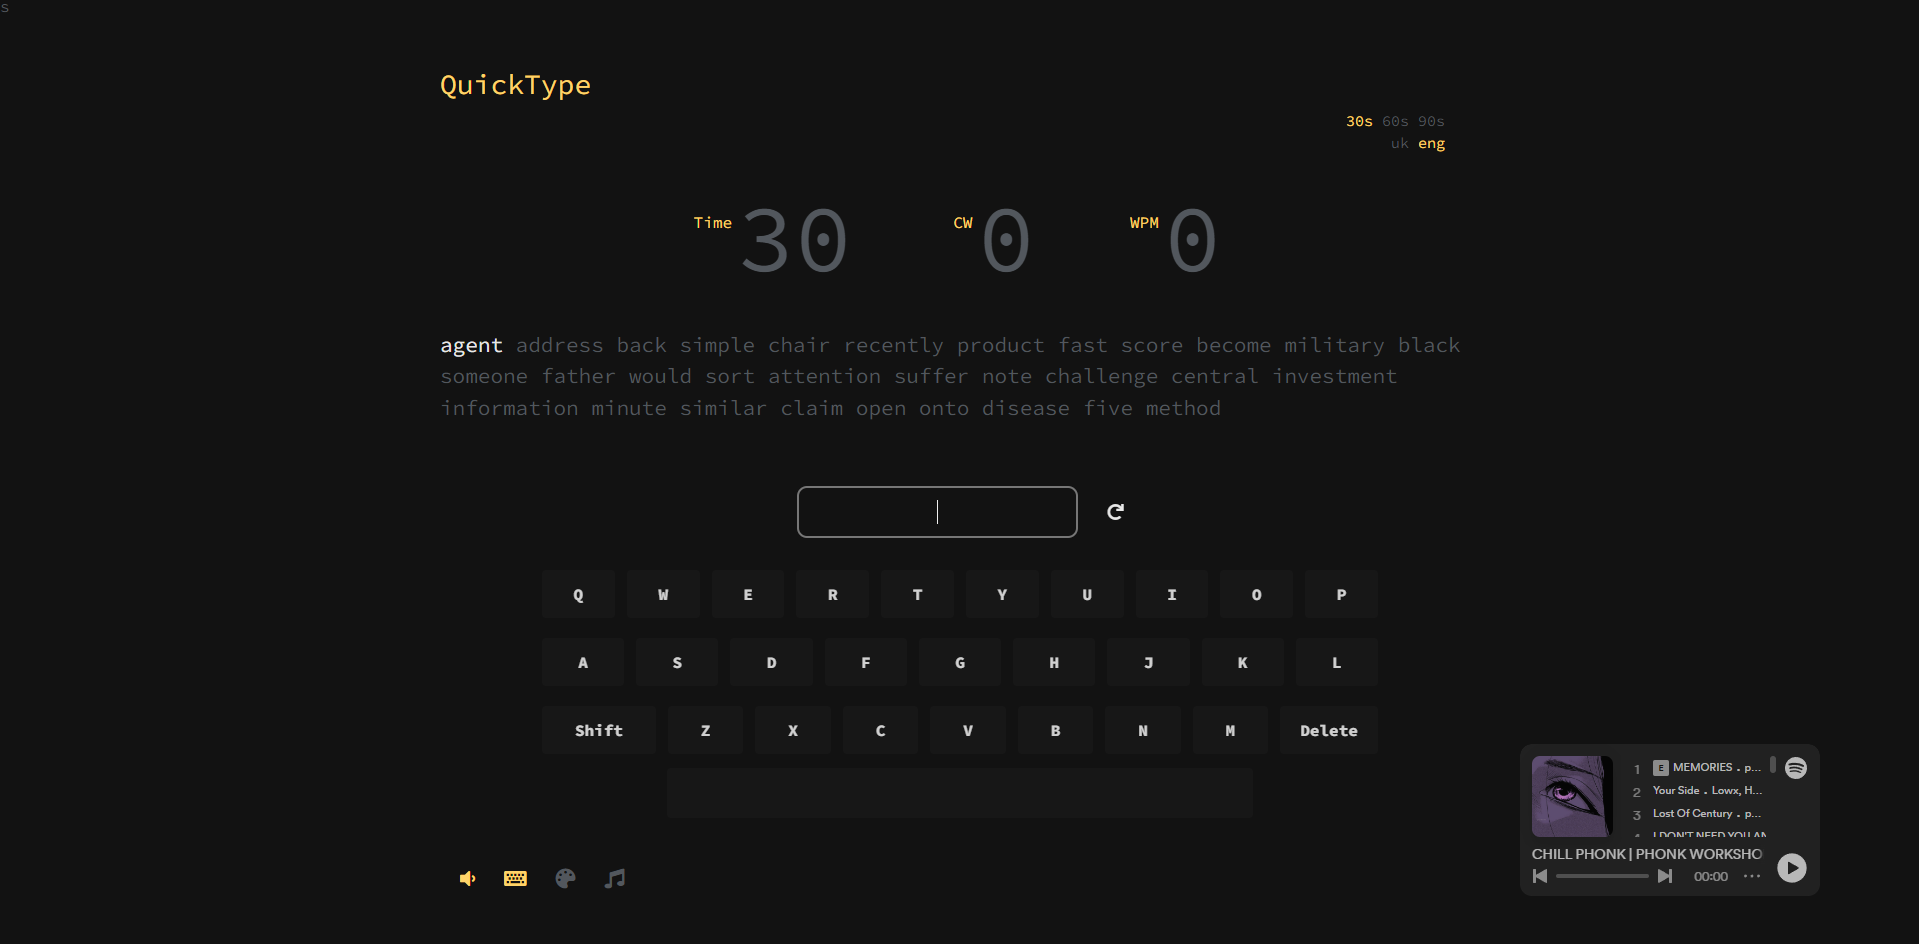 s
QuickType
30s 60s 90s
uk eng
Time 30 CW 0 WPM 0
agent address back simple chair recently product fast score become military black
someone father would sort attention suffer note challenge central investment
information minute similar claim open onto disease five method
Q W E R T Y U I O P
A S D F G H J K L
Shift Z X C V B N M Delete
1 E MEMORIES . p...
2 Your Side . Lowx, H...
3 Lost Of Century . p...
I DON'T NEED YOU
CHILL PHONK | PHONK WORKSHO
00:00 ...